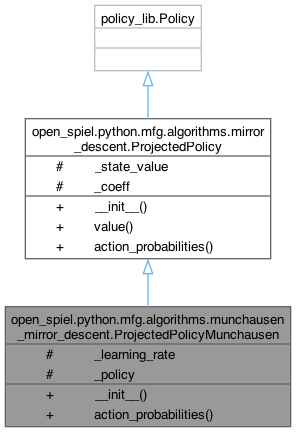 policy_lib.Policy
open_spiel.python.mfg.algorithms.mirror
_descent.ProjectedPolicy
# _state_value
# _coeff
+ __init__()
+ value()
+ action_probabilities()
open_spiel.python.mfg.algorithms.munchausen
_mirror_descent.ProjectedPolicyMunchausen
# _learning_rate
# _policy
+ __init__()
+ action_probabilities()